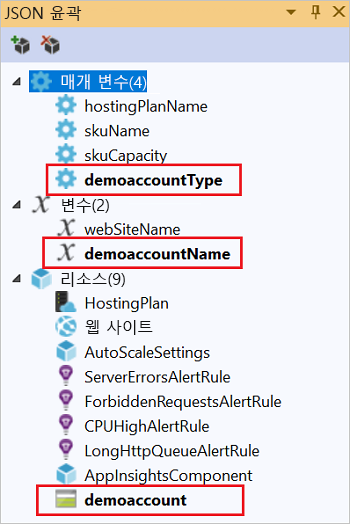 JSON 윤곽
매개 변수(4)
hostingPlanName
skuName
skuCapacity
demoaccountType
변수(2)
webSiteName
demoaccountName
리소스(9)
HostingPlan
웹 사이트
AutoScaleSettings
ServerErrorsAlertRule
ForbiddenRequestsAlertRule
CPUHighAlertRule
LongHttpQueueAlertRule
AppInsightsComponent
demoaccount